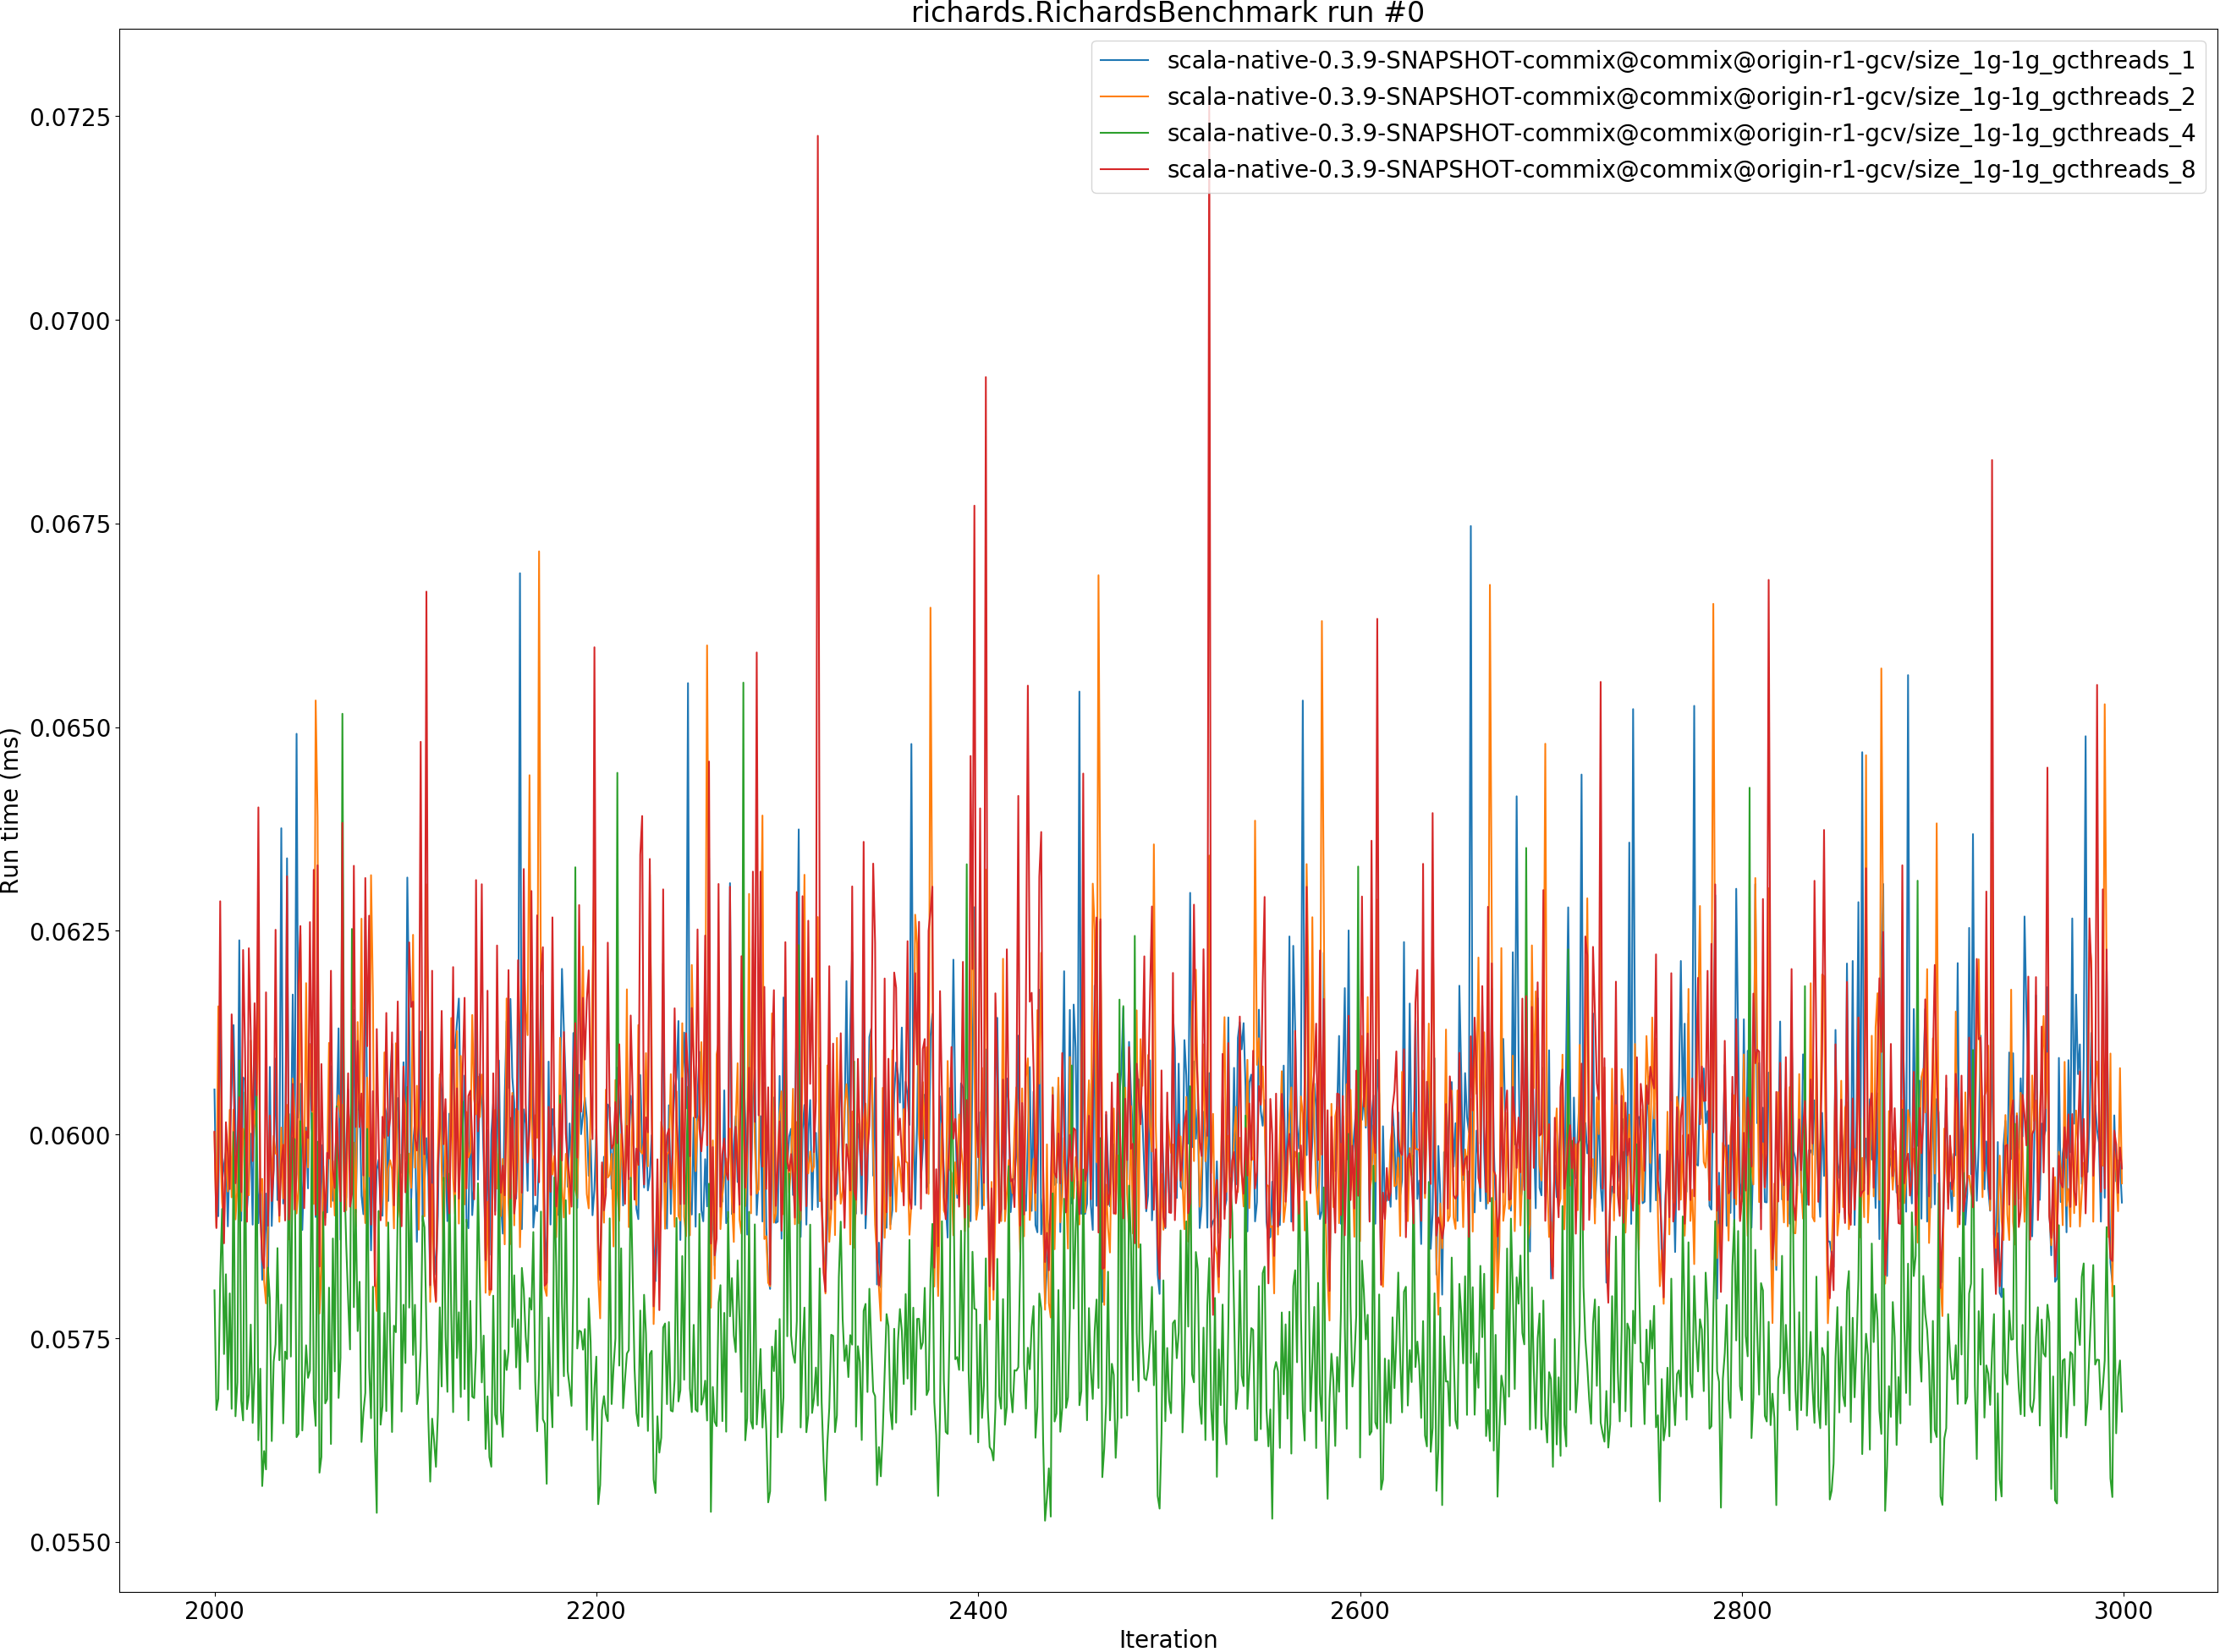 richards.RichardsBenchmark run #0
scala-native-0.3.9-SNAPSHOT-commix@commix@origin-r1-gcv/size_1g-1g_gcthreads_1
scala-native-0.3.9-SNAPSHOT-commix@commix@origin-r1-gcv/size_1g-1g_gcthreads_2
scala-native-0.3.9-SNAPSHOT-commix@commix@origin-r1-gcv/size_1g-1g_gcthreads_4
scala-native-0.3.9-SNAPSHOT-commix@commix@origin-r1-gcv/size_1g-1g_gcthreads_8
0.0725
0.0700
0.0675
0.0650
0.0625
0.0600
0.0575
0.0550
Run time (ms)
2000 2200 2400 2600 2800 3000
Iteration